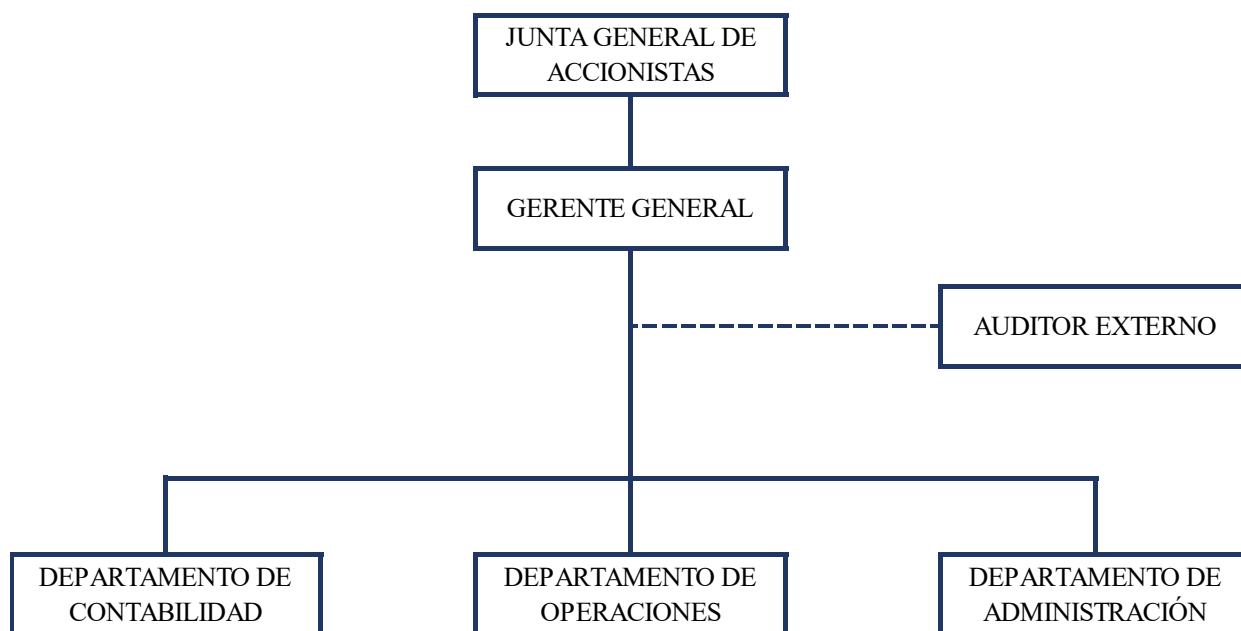 JUNTA GENERAL DE
ACCIONISTAS
GERENTE GENERAL
AUDITOR EXTERNO
DEPARTAMENTO DE
CONTABILIDAD
DEPARTAMENTO DE
OPERACIONES
DEPARTAMENTO DE
ADMINISTRACIÓN